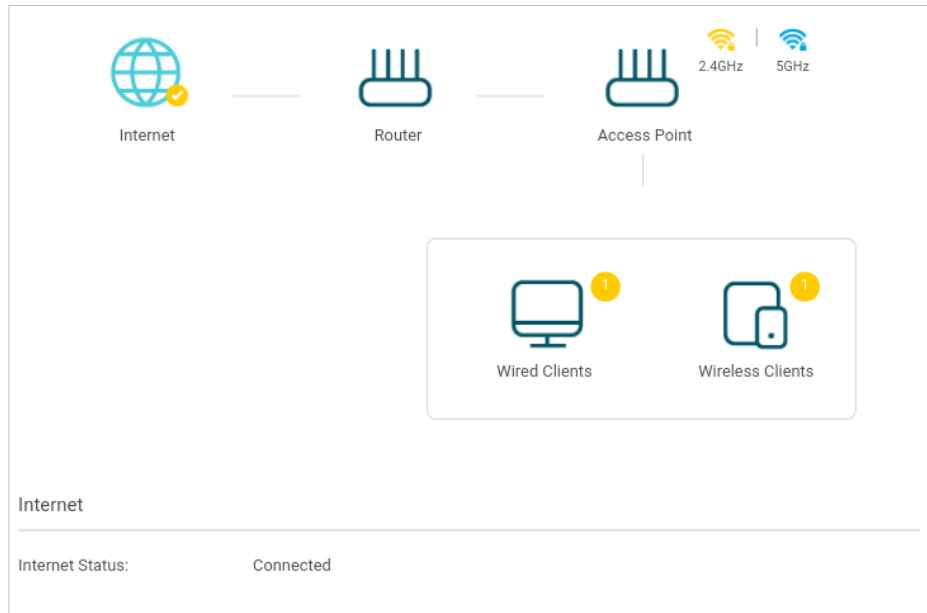 2.4GHz 5GHz
Internet Router Access Point
1 1
Wired Clients Wireless Clients
Internet
Internet Status: Connected